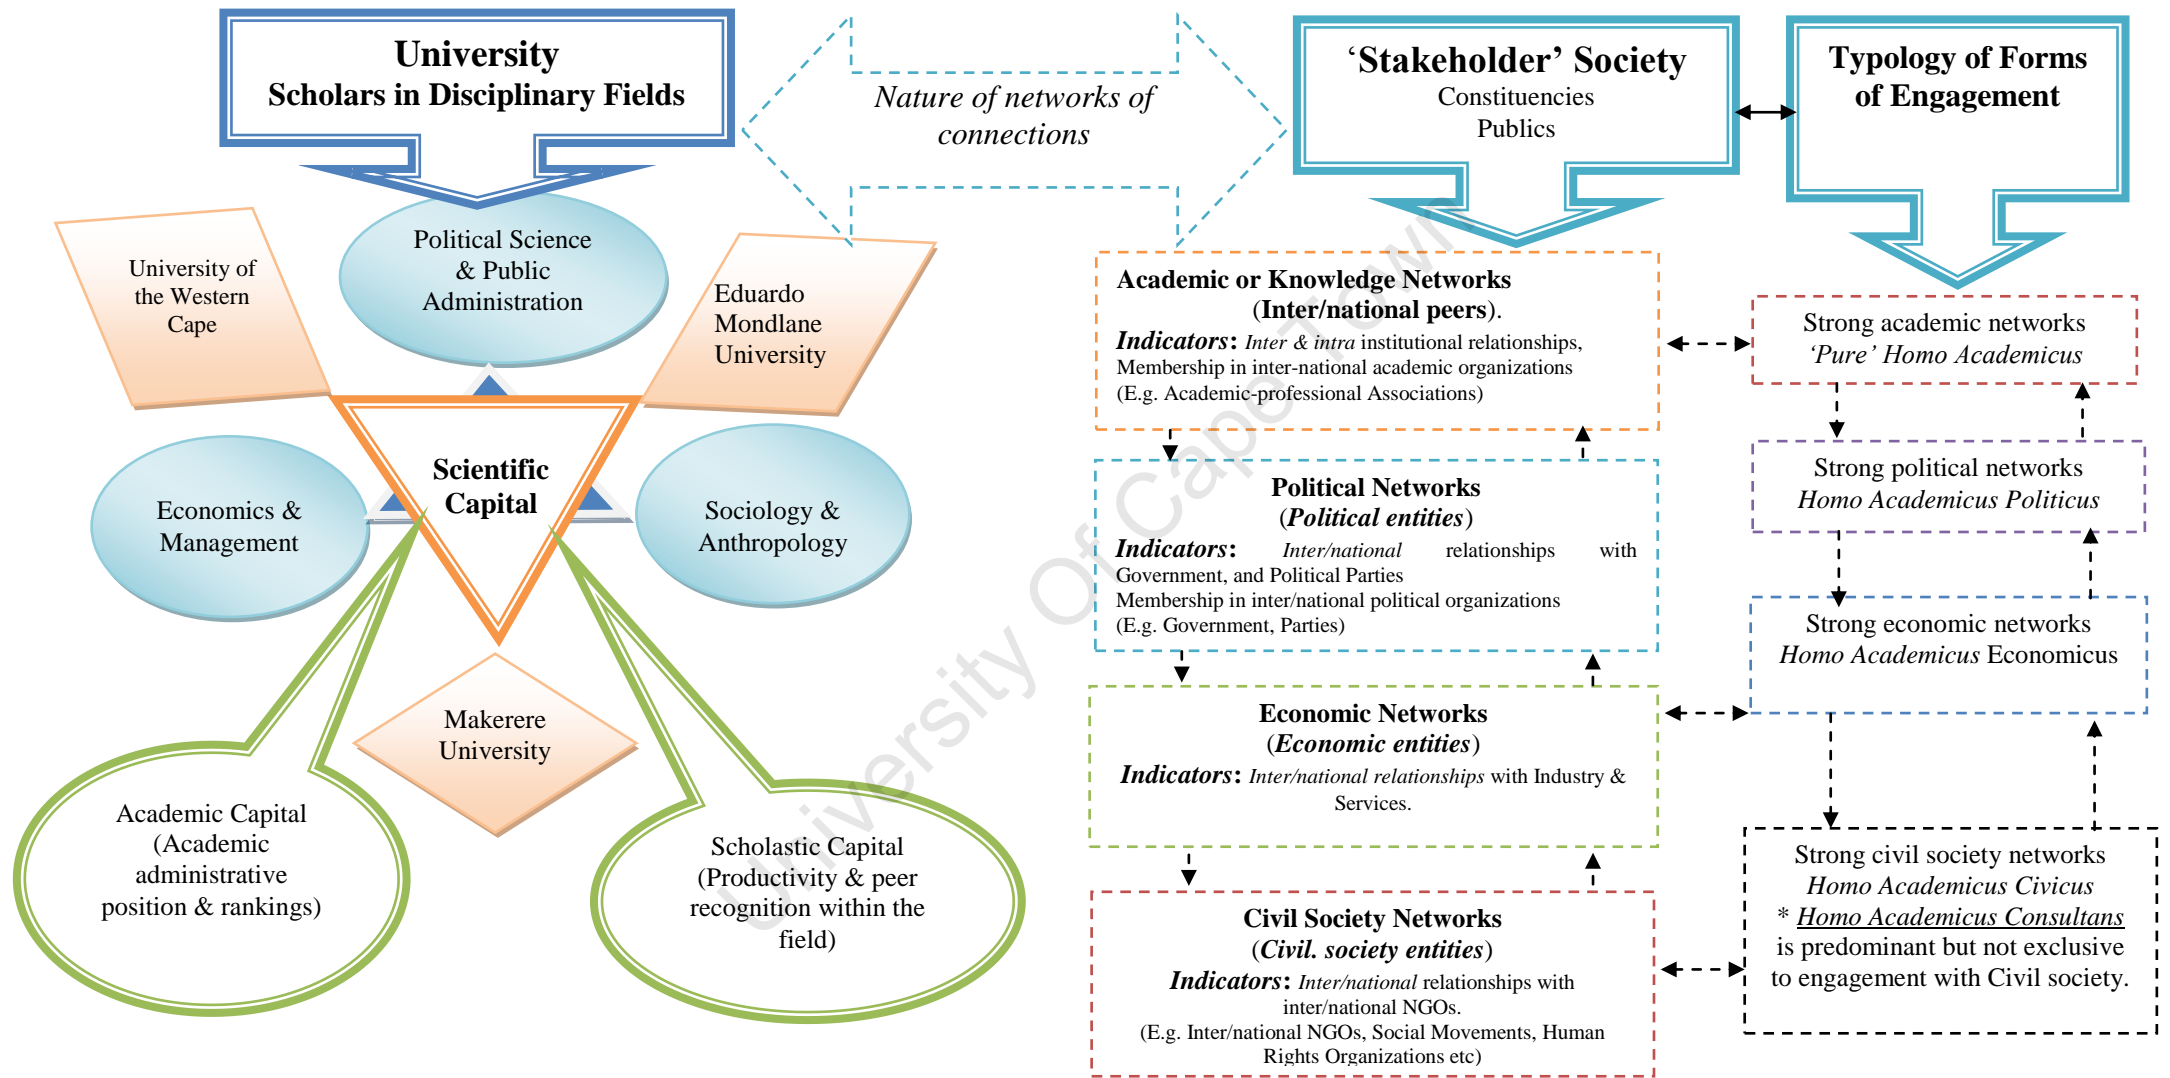 University
Scholars in Disciplinary Fields
Nature of networks of
connections
‘Stakeholder’ Society
Constituencies
Publics
Typology of Forms
of Engagement
University of
the Western
Cape
Political Science
& Public
Administration
Eduardo
Mondlane
University
Economics &
Management
Scientific
Capital
Sociology &
Anthropology
Makerere
University
Academic Capital
(Academic
administrative
position & rankings)
Scholastic Capital
(Productivity & peer
recognition within the
field)
Academic or Knowledge Networks
(Inter/national peers).
Indicators: Inter & intra institutional relationships,
Membership in inter-national academic organizations
(E.g. Academic-professional Associations)
Political Networks
(Political entities)
Indicators: Inter/national relationships with
Government, and Political Parties
Membership in inter/national political organizations
(E.g. Government, Parties)
Economic Networks
(Economic entities)
Indicators: Inter/national relationships with Industry &
Services.
Civil Society Networks
(Civil. society entities)
Indicators: Inter/national relationships with
inter/national NGOs.
(E.g. Inter/national NGOs, Social Movements, Human
Rights Organizations etc)
Strong academic networks
‘Pure’ Homo Academicus
Strong political networks
Homo Academicus Politicus
Strong economic networks
Homo Academicus Economicus
Strong civil society networks
Homo Academicus Civicus
* Homo Academicus Consultans
is predominant but not exclusive
to engagement with Civil society.
University Of Cape Town